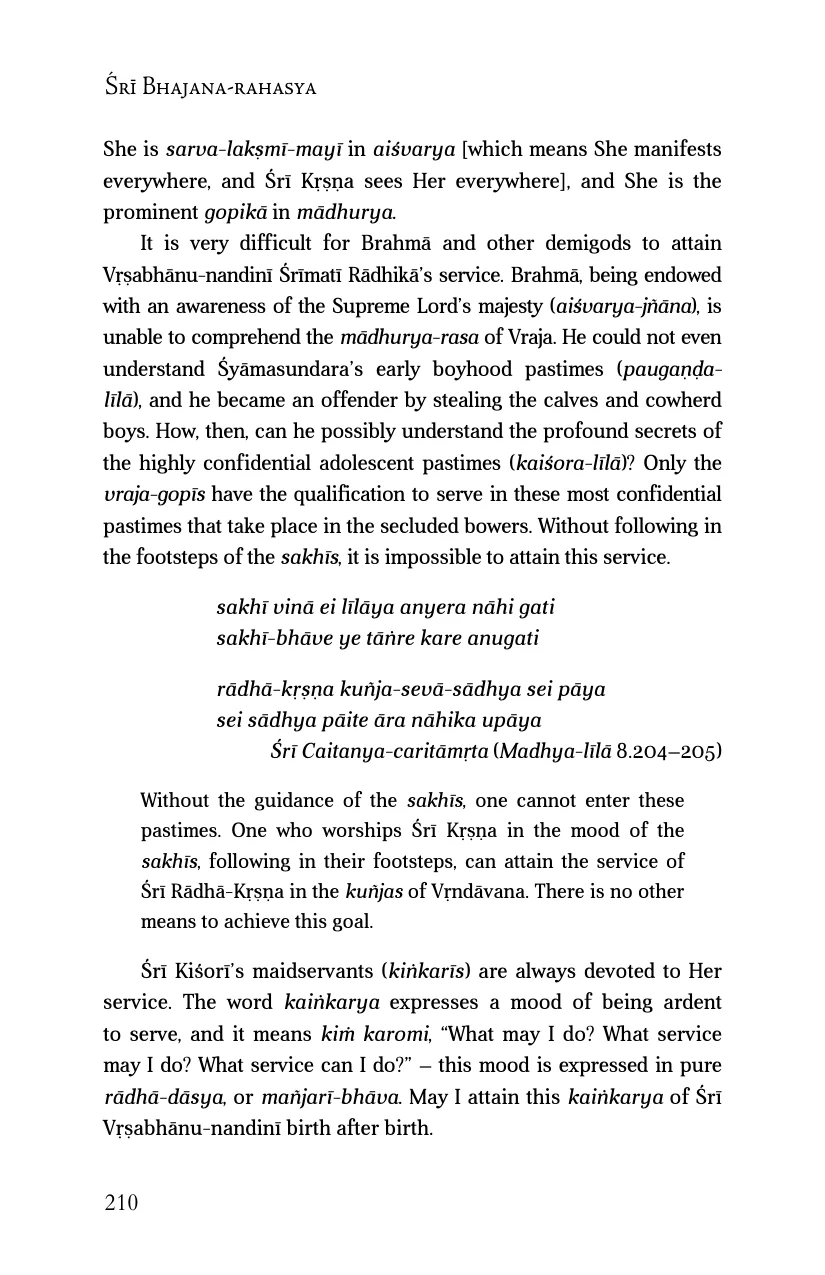 Śrī Bhajana-rahasya
She is sarva-lakṣmī-mayī in aiśvarya [which means She manifests
everywhere, and Śrī Kṛṣṇa sees Her everywhere], and She is the
prominent gopikā in mādhurya.
It is very difficult for Brahmā and other demigods to attain
Vṛṣabhānu-nandinī Śrīmatī Rādhikā’s service. Brahmā, being endowed
with an awareness of the Supreme Lord’s majesty (aiśvarya-jñāna), is
unable to comprehend the mādhurya-rasa of Vraja. He could not even
understand Śyāmasundara’s early boyhood pastimes (paugaṇḍa-
līlā), and he became an offender by stealing the calves and cowherd
boys. How, then, can he possibly understand the profound secrets of
the highly confidential adolescent pastimes (kaiśora-līlā)? Only the
vraja-gopīs have the qualification to serve in these most confidential
pastimes that take place in the secluded bowers. Without following in
the footsteps of the sakhīs, it is impossible to attain this service.
sakhī vinā ei līlāya anyera nāhi gati
sakhī-bhāve ye tāṅre kare anugati
rādhā-kṛṣṇa kuñja-sevā-sādhya sei pāya
sei sādhya pāite āra nāhika upāya
Śrī Caitanya-caritāmṛta (Madhya-līlā 8.204–205)
Without the guidance of the sakhīs, one cannot enter these
pastimes. One who worships Śrī Kṛṣṇa in the mood of the
sakhīs, following in their footsteps, can attain the service of
Śrī Rādhā-Kṛṣṇa in the kuñjas of Vṛndāvana. There is no other
means to achieve this goal.
Śrī Kiśorī’s maidservants (kiṅkarīs) are always devoted to Her
service. The word kaiṅkarya expresses a mood of being ardent
to serve, and it means kiṁ karomi, “What may I do? What service
may I do? What service can I do?” – this mood is expressed in pure
rādhā-dāsya, or mañjarī-bhāva. May I attain this kaiṅkarya of Śrī
Vṛṣabhānu-nandinī birth after birth.
210